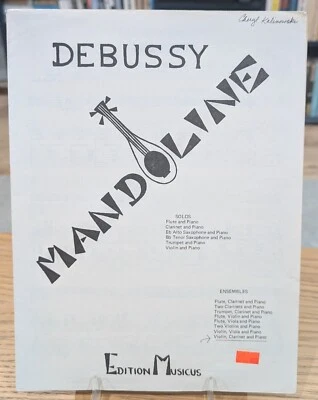 Cheryl Kalinowski
DEBUSSY
MANDOLINE
SOLOS
Flute and Piano
Clarinet and Piano
Eb Alto Saxophone and Piano
Bb Tenor Saxophone and Piano
Trumpet and Piano
Violin and Piano
ENSEMBLES
Flute, Clarinet and Piano
Two Clarinets and Piano
Trumpet, Clarinet and Piano
Flute, Violin and Piano
Flute, Viola and Piano
Two Violins and Piano
Violin, Viola and Piano
Violin, Clarinet and Piano
EDITION MUSICUS